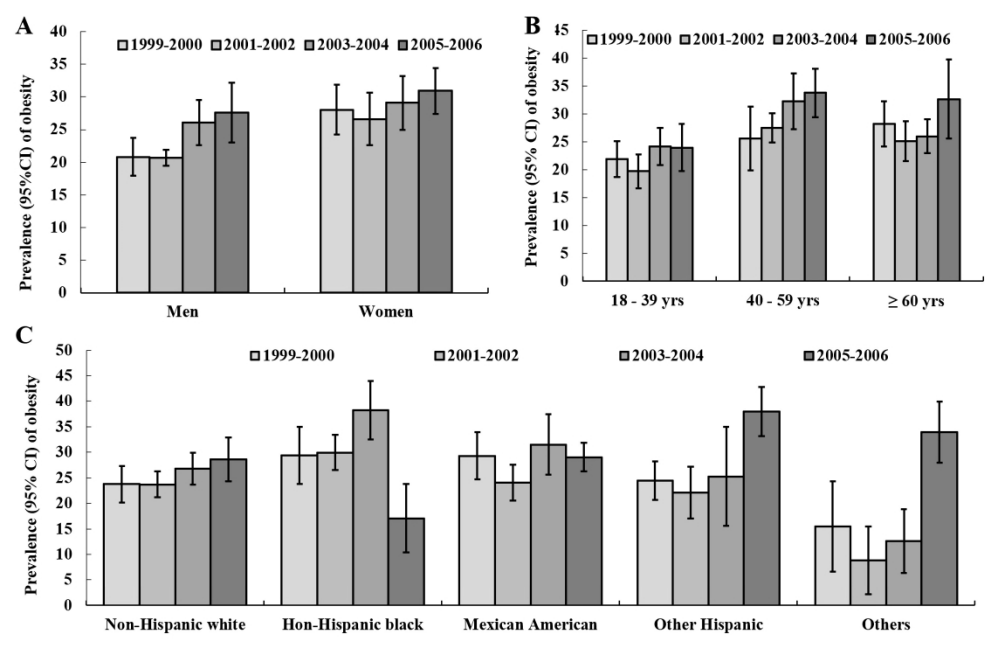 A
1999-2000 2001-2002 2003-2004 2005-2006
Prevalence (95%CI) of obesity
40
35
30
25
20
15
10
5
0
Men Women
B
1999-2000 2001-2002 2003-2004 2005-2006
Prevalence (95% CI) of obesity
45
40
35
30
25
20
15
10
5
0
18 - 39 yrs 40 - 59 yrs ≥ 60 yrs
C
1999-2000 2001-2002 2003-2004 2005-2006
Prevalence (95% CI) of obesity
50
45
40
35
30
25
20
15
10
5
0
Non-Hispanic white Hon-Hispanic black Mexican American Other Hispanic Others